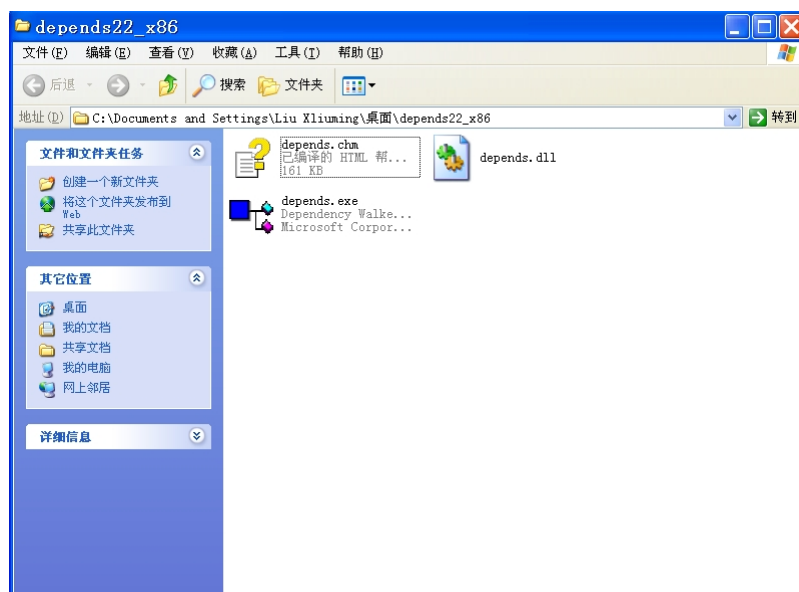 depends22_x86
文件(F) 编辑(E) 查看(V) 收藏(A) 工具(I) 帮助(H)
后退 搜索 文件夹
地址(D) C:\Documents and Settings\Liu Xliuming\桌面\depends22_x86 转到
文件和文件夹任务
创建一个新文件夹
将这个文件夹发布到
Web
共享此文件夹
其它位置
桌面
我的文档
共享文档
我的电脑
网上邻居
详细信息
depends.chm
已编译的 HTML 帮...
161 KB
depends.dll
depends.exe
Dependency Walke...
Microsoft Corpor...